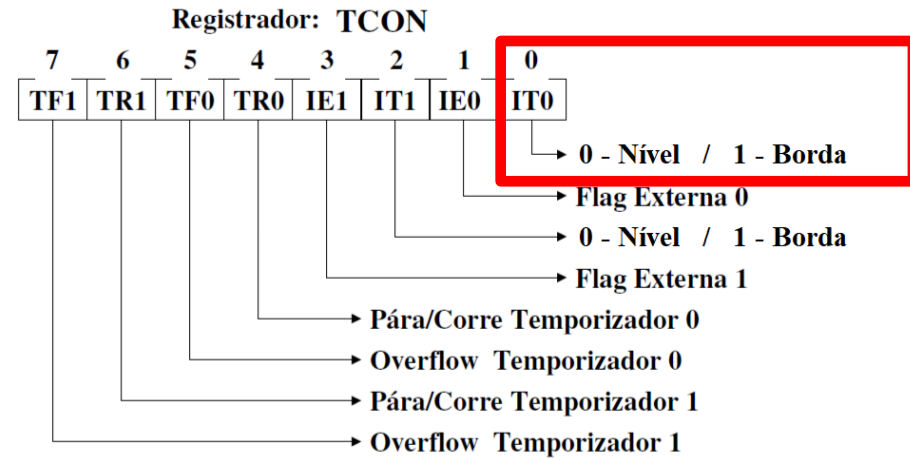 Registrador: TCON
7 6 5 4 3 2 1 0
TF1 TR1 TF0 TR0 IE1 IT1 IE0 IT0
0 - Nível / 1 - Borda
Flag Externa 0
0 - Nível / 1 - Borda
Flag Externa 1
Pára/Corre Temporizador 0
Overflow Temporizador 0
Pára/Corre Temporizador 1
Overflow Temporizador 1